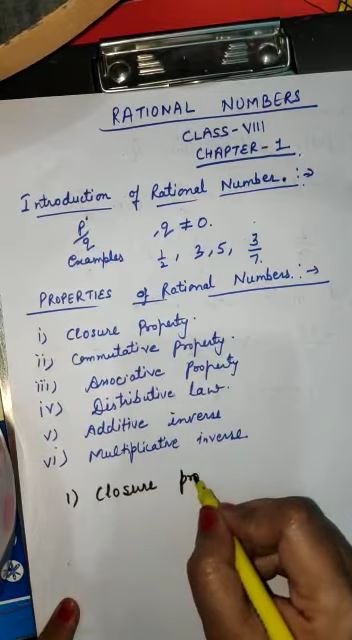 RATIONAL NUMBERS
CLASS-VIII
CHAPTER-1
Introduction of Rational Number. :→
p/q , q ≠ 0.
Examples 1/2, 3, 5, 3/7.
PROPERTIES of Rational Numbers. :→
i) Closure Property.
ii) Commutative Property.
iii) Associative Property
iv) Distributive law.
v) Additive inverse
vi) Multiplicative inverse
1) Closure pro